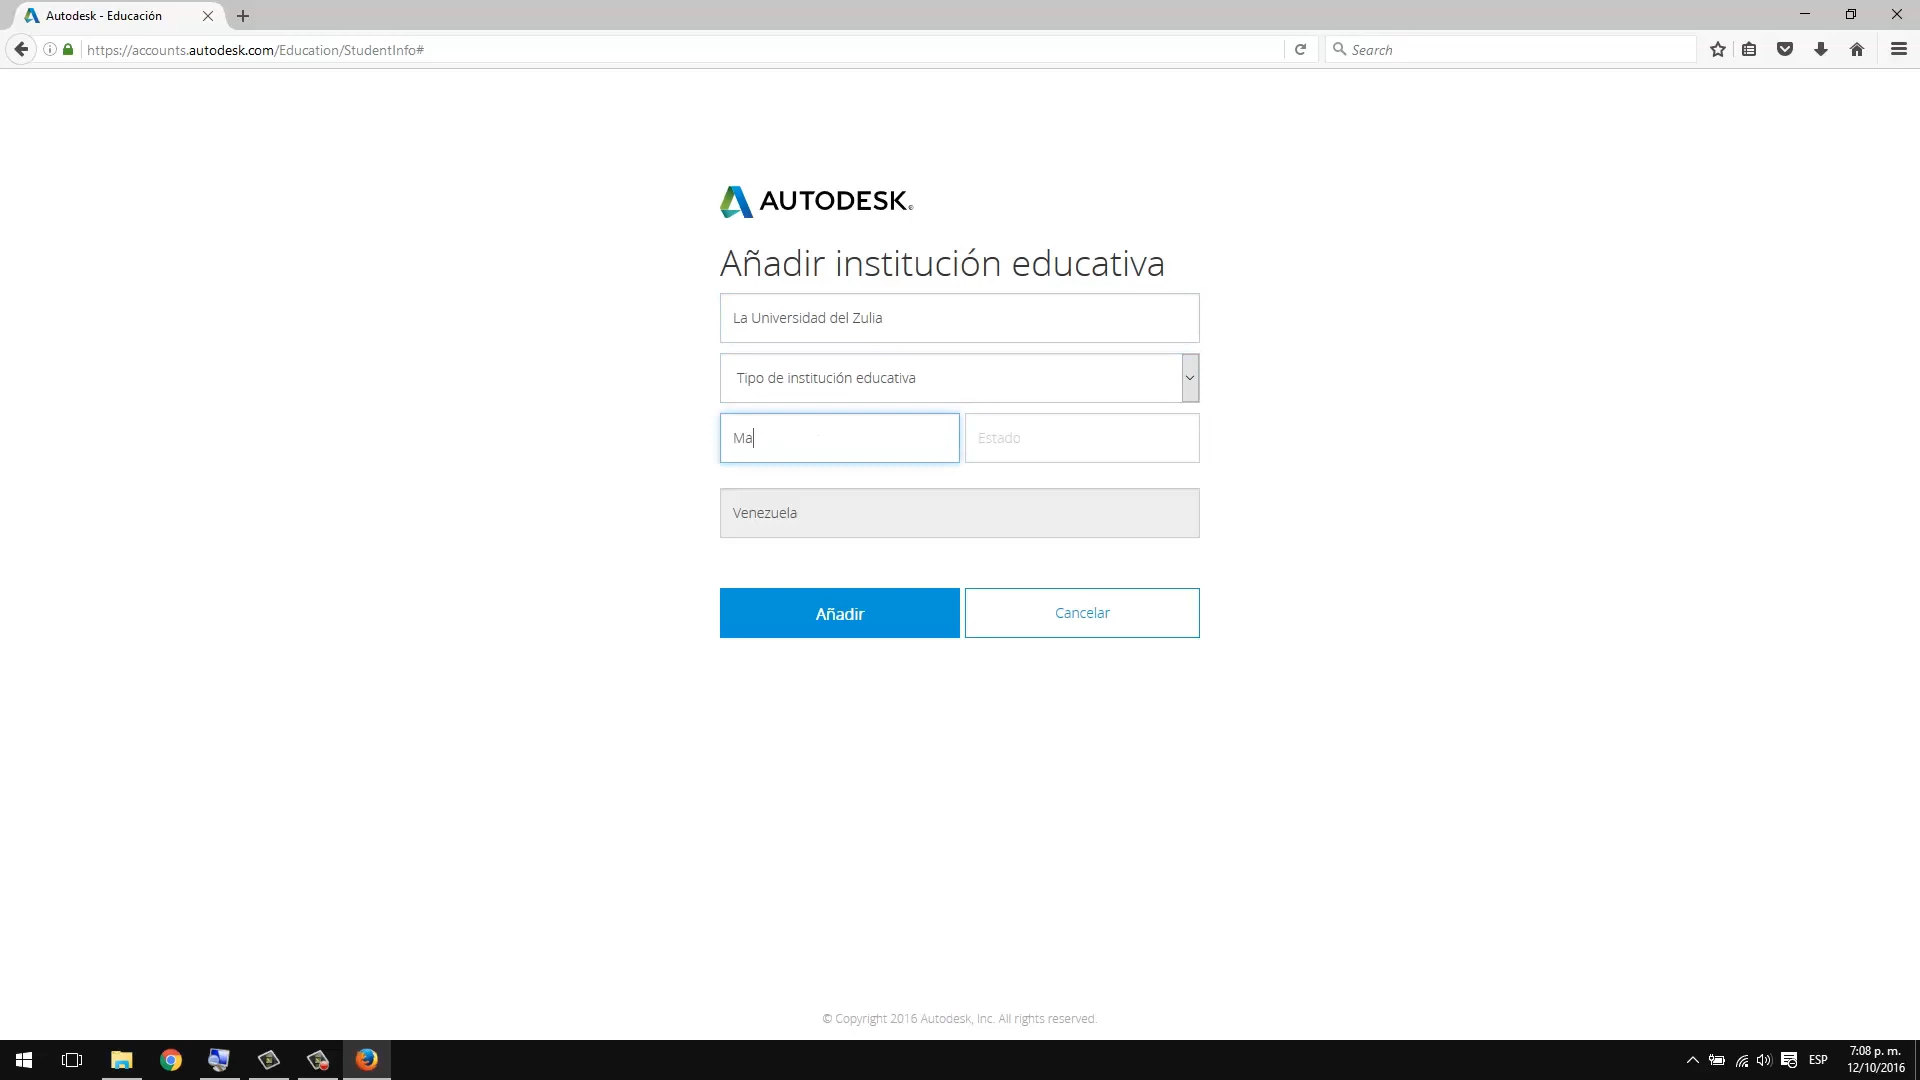 Autodesk - Educación
https://accounts.autodesk.com/Education/StudentInfo#
Search
AUTODESK®
Añadir institución educativa
La Universidad del Zulia
Tipo de institución educativa
Ma
Estado
Venezuela
Añadir
Cancelar
© Copyright 2016 Autodesk, Inc. All rights reserved.
ESP
7:08 p. m.
12/10/2016